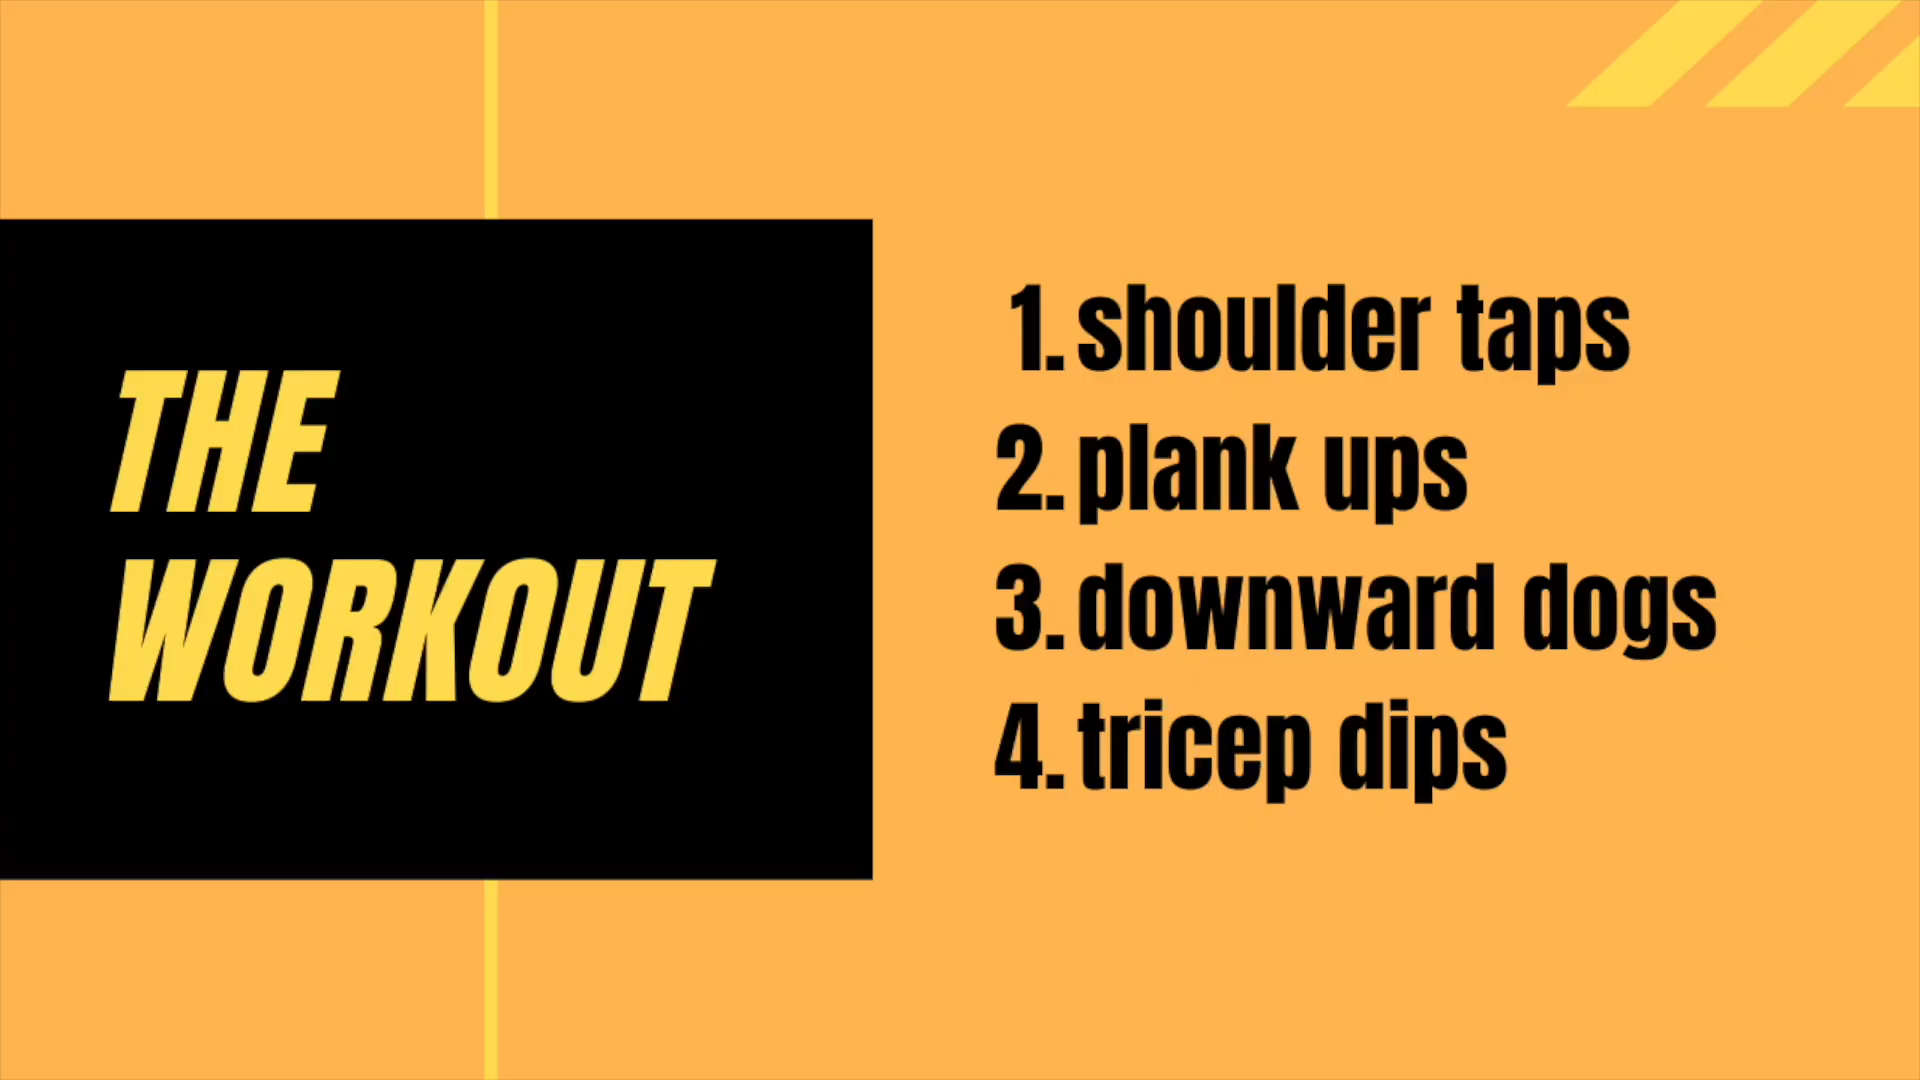 THE
WORKOUT
1. shoulder taps
2. plank ups
3. downward dogs
4. tricep dips